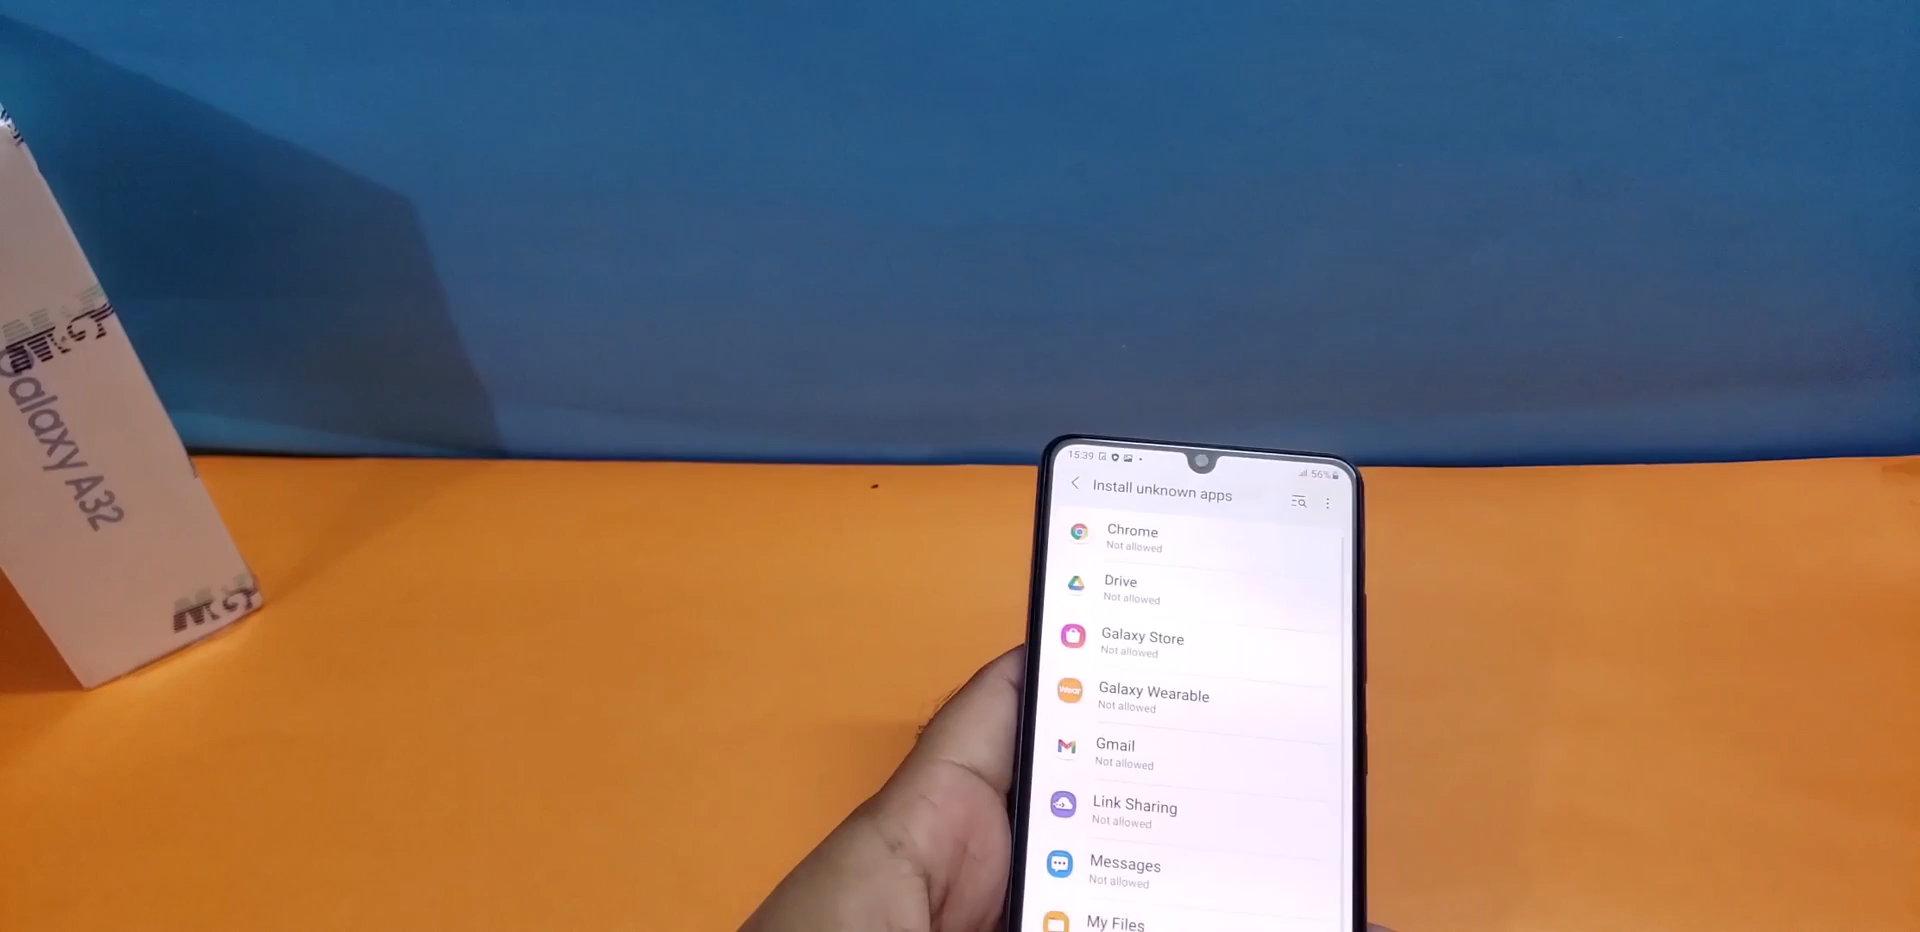 Galaxy A32
15:39
56%
Install unknown apps
Chrome
Not allowed
Drive
Not allowed
Galaxy Store
Not allowed
Wear
Galaxy Wearable
Not allowed
Gmail
Not allowed
Link Sharing
Not allowed
Messages
Not allowed
My Files